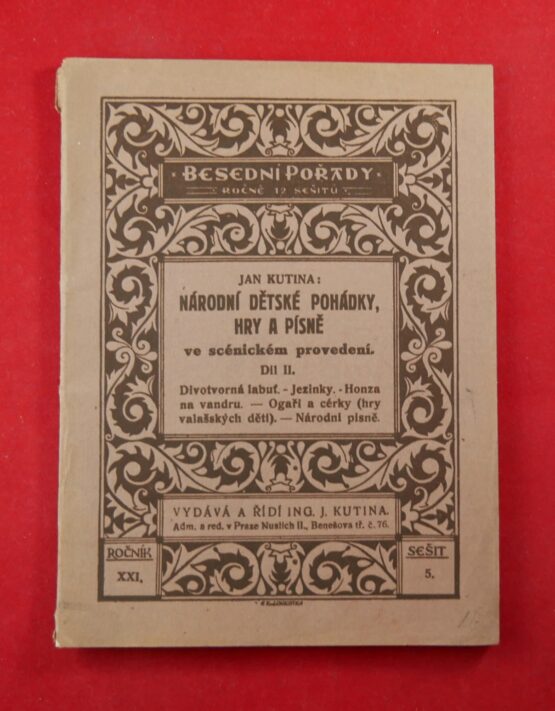 BESEDNÍ POŘADY
ROČNĚ 12 SEŠITŮ
JAN KUTINA:
NÁRODNÍ DĚTSKÉ POHÁDKY,
HRY A PÍSNĚ
ve scénickém provedení.
Díl II.
Divotvorná labuť. - Jezinky. - Honza
na vandru. — Ogaři a cérky (hry
valašských dětí). — Národní písně.
VYDÁVÁ A ŘÍDÍ ING. J. KUTINA.
Adm. a red. v Praze Nuslích II., Benešova tř. č. 76.
ROČNÍK
XXI.
SEŠIT
5.